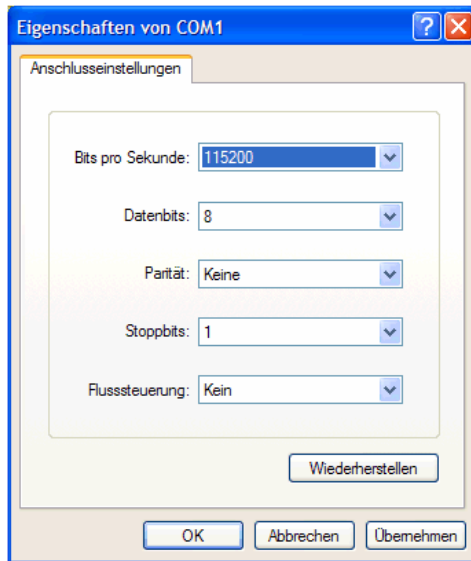 Eigenschaften von COM1
Anschlusseinstellungen
Bits pro Sekunde: 115200
Datenbits: 8
Parität: Keine
Stoppbits: 1
Flusssteuerung: Kein
Wiederherstellen
OK Abbrechen Übernehmen